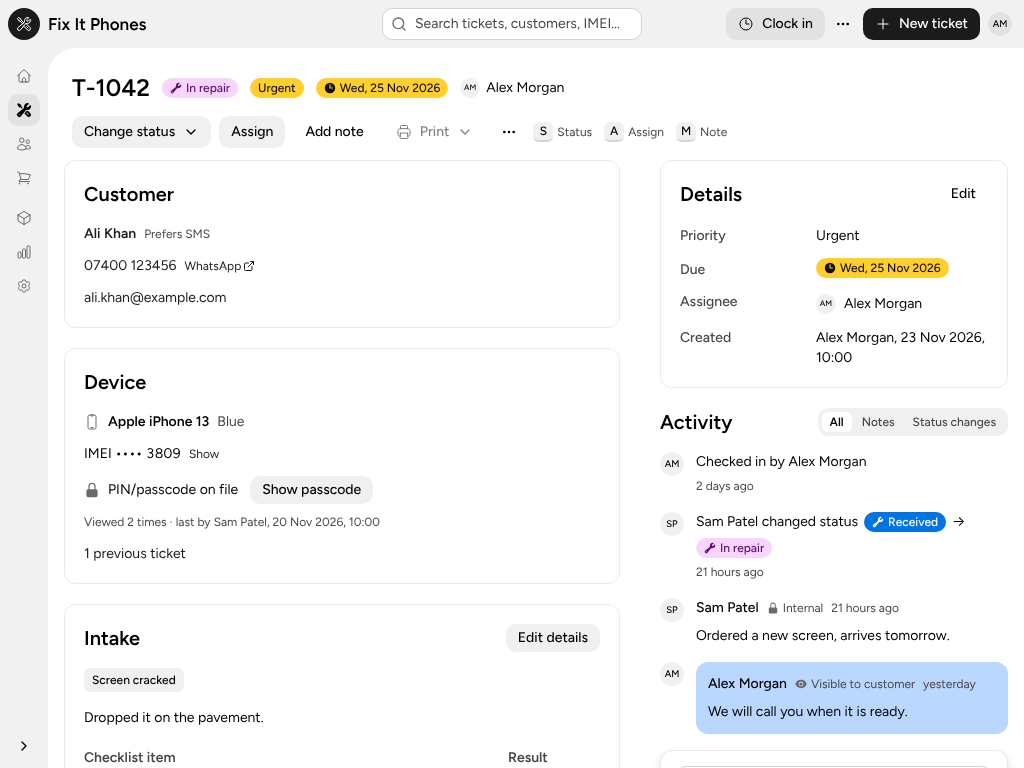 Fix It Phones
Search tickets, customers, IMEI...
Clock in
New ticket
AM
T-1042
In repair
Urgent
Wed, 25 Nov 2026
AM
Alex Morgan
Change status
Assign
Add note
Print
S Status
A Assign
M Note
Customer
Ali Khan Prefers SMS
07400 123456 WhatsApp
ali.khan@example.com
Device
Apple iPhone 13 Blue
IMEI •••• 3809 Show
PIN/passcode on file Show passcode
Viewed 2 times · last by Sam Patel, 20 Nov 2026, 10:00
1 previous ticket
Intake
Edit details
Screen cracked
Dropped it on the pavement.
Checklist item Result
Details
Edit
Priority Urgent
Due Wed, 25 Nov 2026
Assignee AM Alex Morgan
Created Alex Morgan, 23 Nov 2026,
10:00
Activity
All Notes Status changes
AM Checked in by Alex Morgan
2 days ago
SP Sam Patel changed status Received →
In repair
21 hours ago
SP Sam Patel Internal 21 hours ago
Ordered a new screen, arrives tomorrow.
AM Alex Morgan Visible to customer yesterday
We will call you when it is ready.